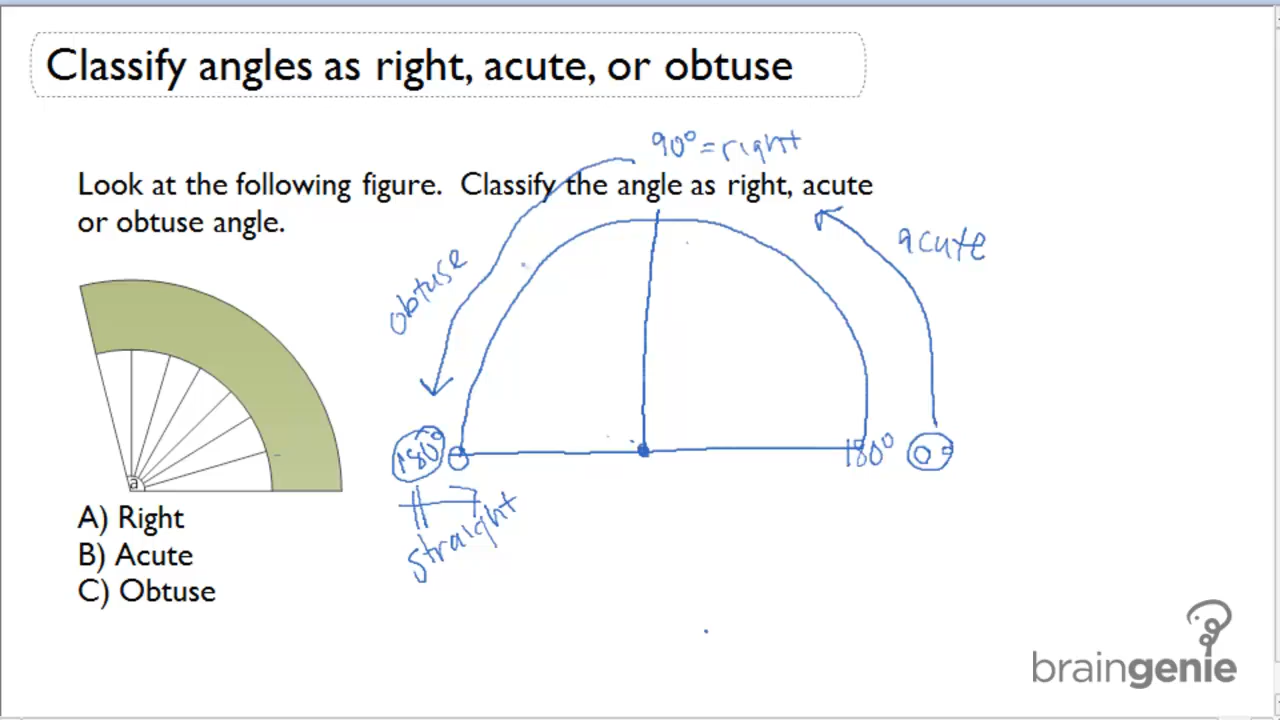 Classify angles as right, acute, or obtuse
90° = right
Look at the following figure. Classify the angle as right, acute
or obtuse angle.
acute
obtuse
180°
180°
0°
a
straight
A) Right
B) Acute
C) Obtuse
braingenie